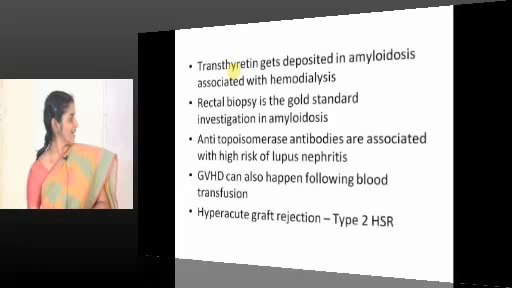 • Transthyretin gets deposited in amyloidosis
associated with hemodialysis
• Rectal biopsy is the gold standard
investigation in amyloidosis
• Anti topoisomerase antibodies are associated
with high risk of lupus nephritis
• GVHD can also happen following blood
transfusion
• Hyperacute graft rejection – Type 2 HSR